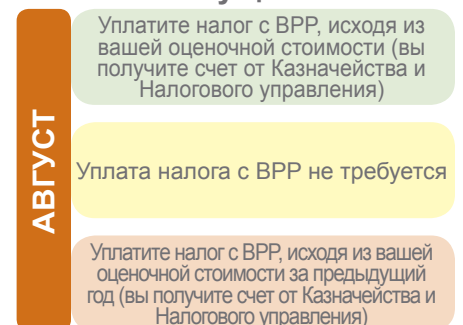 АВГУСТ
Уплатите налог с ВРР, исходя из
вашей оценочной стоимости (вы
получите счет от Казначейства и
Налогового управления)
Уплата налога с ВРР не требуется
Уплатите налог с ВРР, исходя из вашей
оценочной стоимости за предыдущий
год (вы получите счет от Казначейства и
Налогового управления)